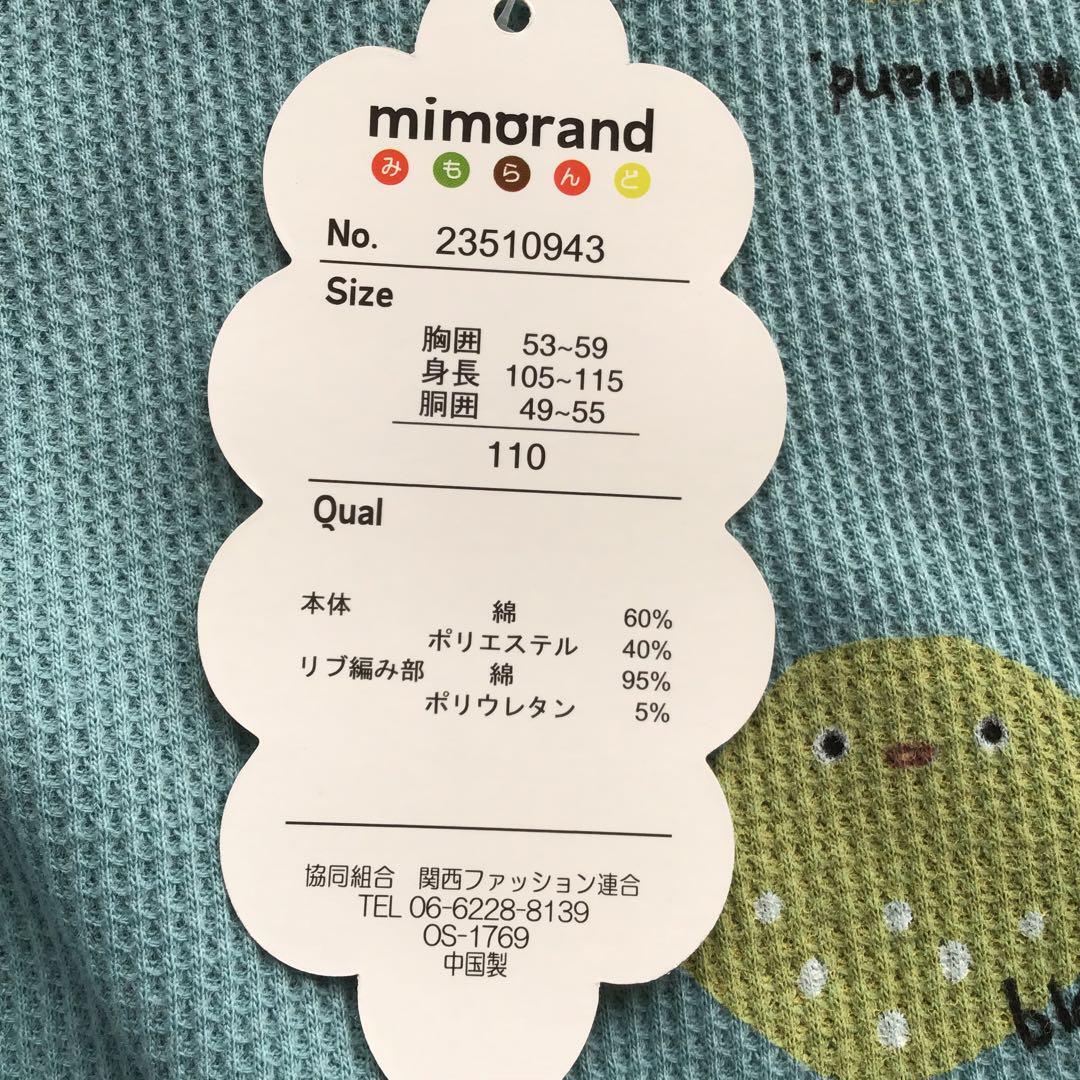 mimorand
みもらんど
No. 23510943
Size
胸囲 53~59
身長 105~115
胴囲 49~55
110
Qual
本体 綿 60%
ポリエステル 40%
リブ編み部 綿 95%
ポリウレタン 5%
協同組合 関西ファッション連合
TEL 06-6228-8139
OS-1769
中国製
mimorand.